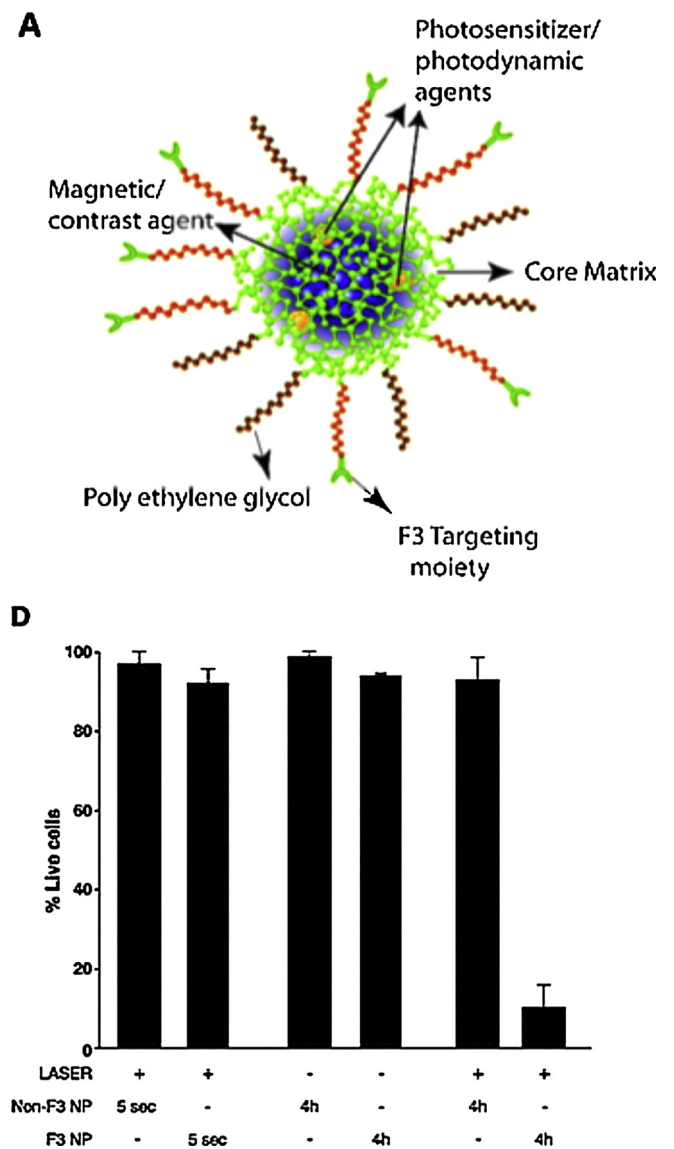 A
Photosensitizer/
photodynamic
agents
Magnetic/
contrast agent
Core Matrix
Poly ethylene glycol
F3 Targeting
moiety
D
100
80
60
40
20
0
% Live cells
LASER + + - - + +
Non-F3 NP 5 sec - 4h - 4h -
F3 NP - 5 sec - 4h - 4h